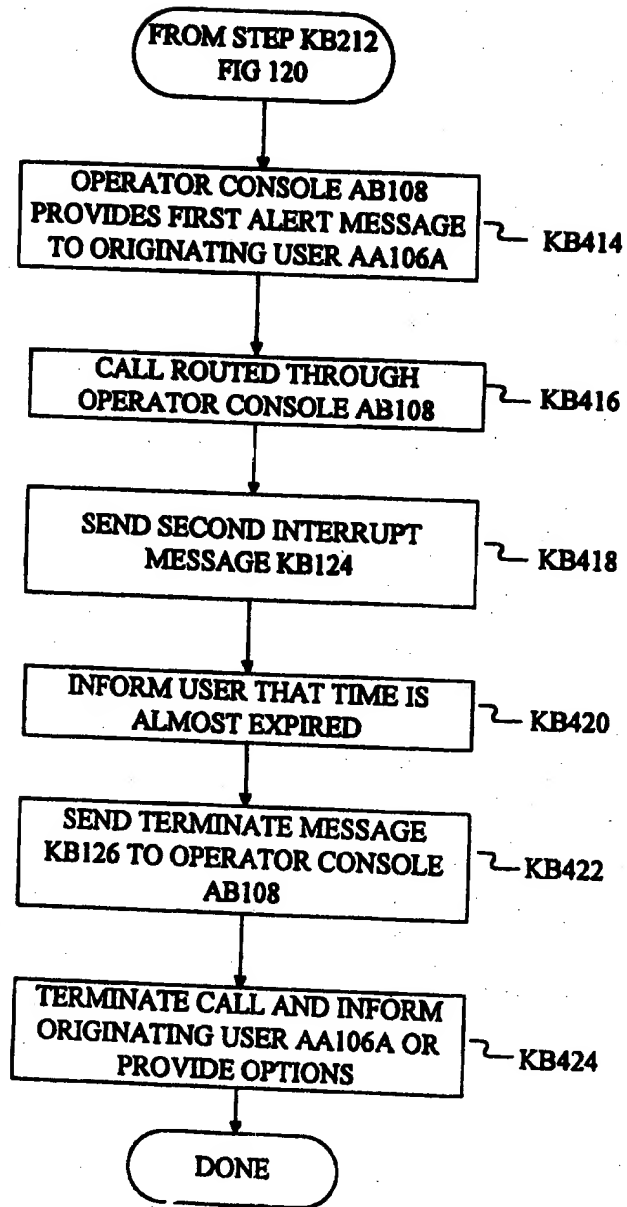 FROM STEP KB212
FIG 120
OPERATOR CONSOLE AB108
PROVIDES FIRST ALERT MESSAGE
TO ORIGINATING USER AA106A
KB414
CALL ROUTED THROUGH
OPERATOR CONSOLE AB108
KB416
SEND SECOND INTERRUPT
MESSAGE KB124
KB418
INFORM USER THAT TIME IS
ALMOST EXPIRED
KB420
SEND TERMINATE MESSAGE
KB126 TO OPERATOR CONSOLE
AB108
KB422
TERMINATE CALL AND INFORM
ORIGINATING USER AA106A OR
PROVIDE OPTIONS
KB424
DONE